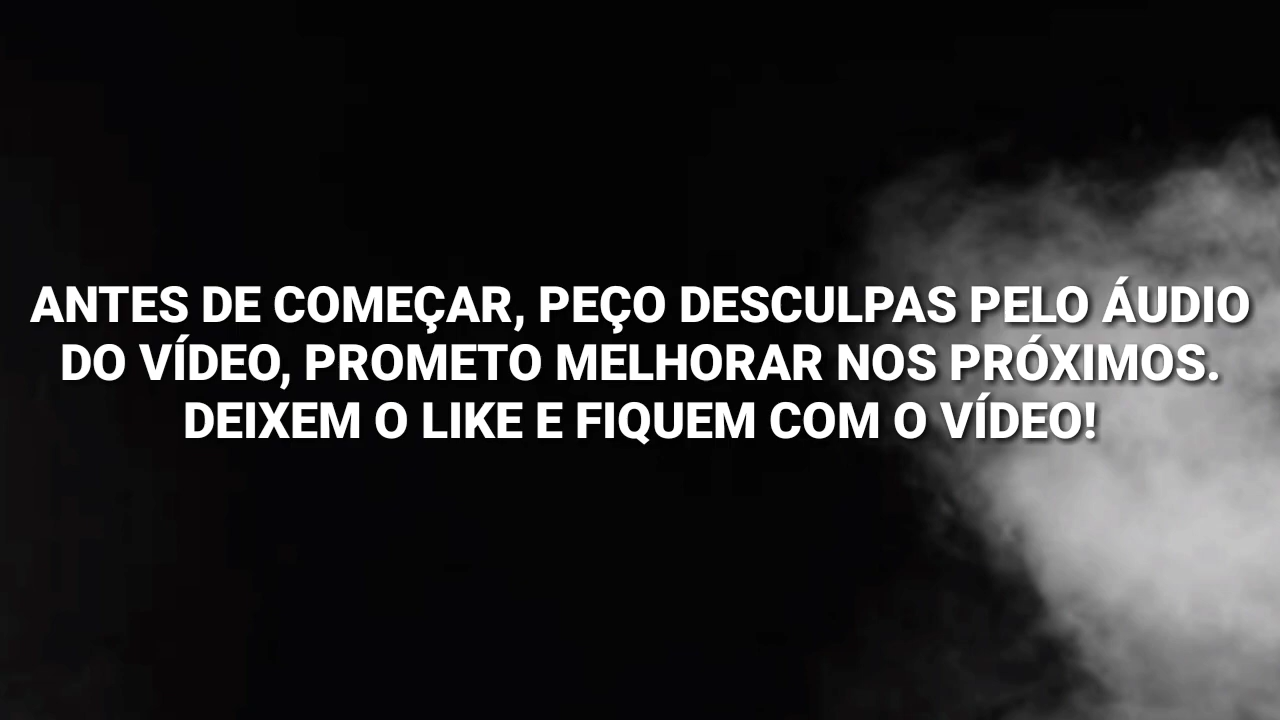 ANTES DE COMEÇAR, PEÇO DESCULPAS PELO ÁUDIO
DO VÍDEO, PROMETO MELHORAR NOS PRÓXIMOS.
DEIXEM O LIKE E FIQUEM COM O VÍDEO!